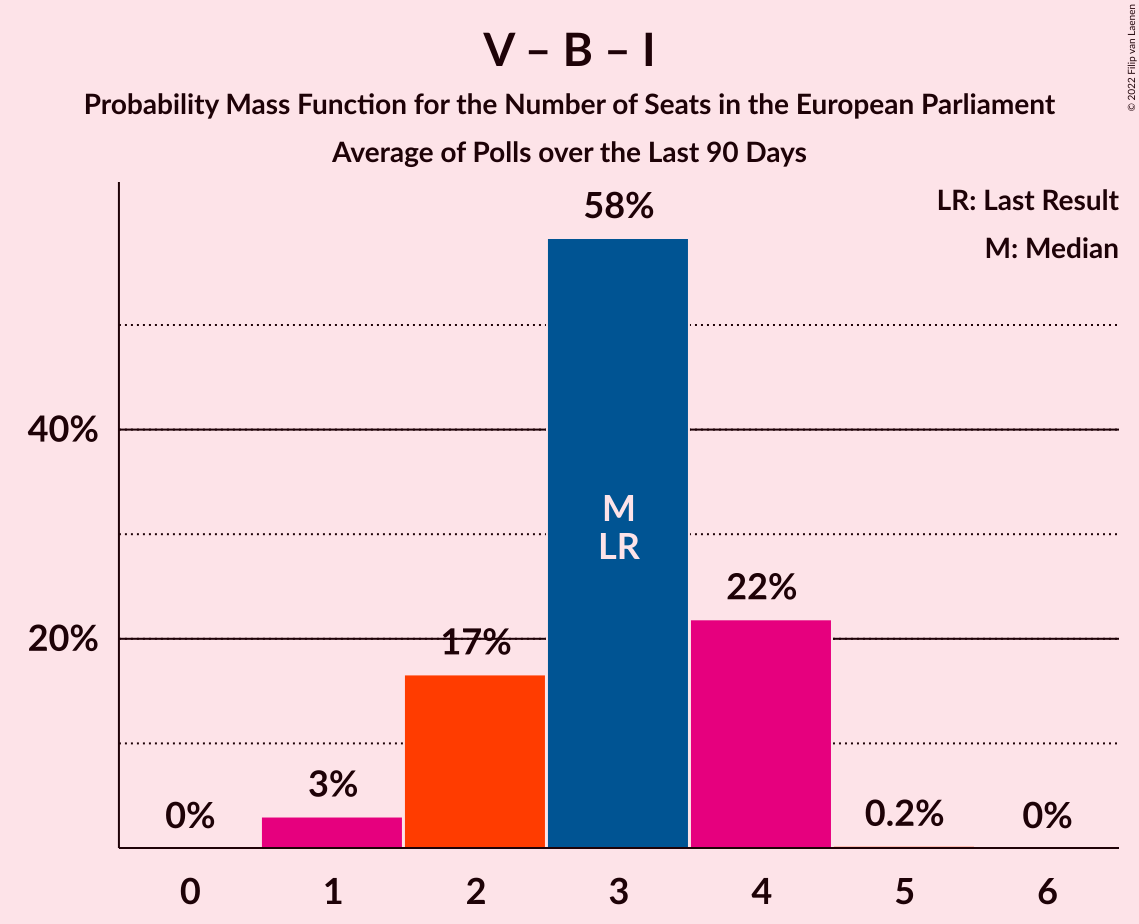 V – B – I
Probability Mass Function for the Number of Seats in the European Parliament
Average of Polls over the Last 90 Days
© 2022 Filip van Laenen
LR: Last Result
M: Median
58%
40%
M
LR
22%
20%
17%
3%
0%
0.2%
0%
0 1 2 3 4 5 6